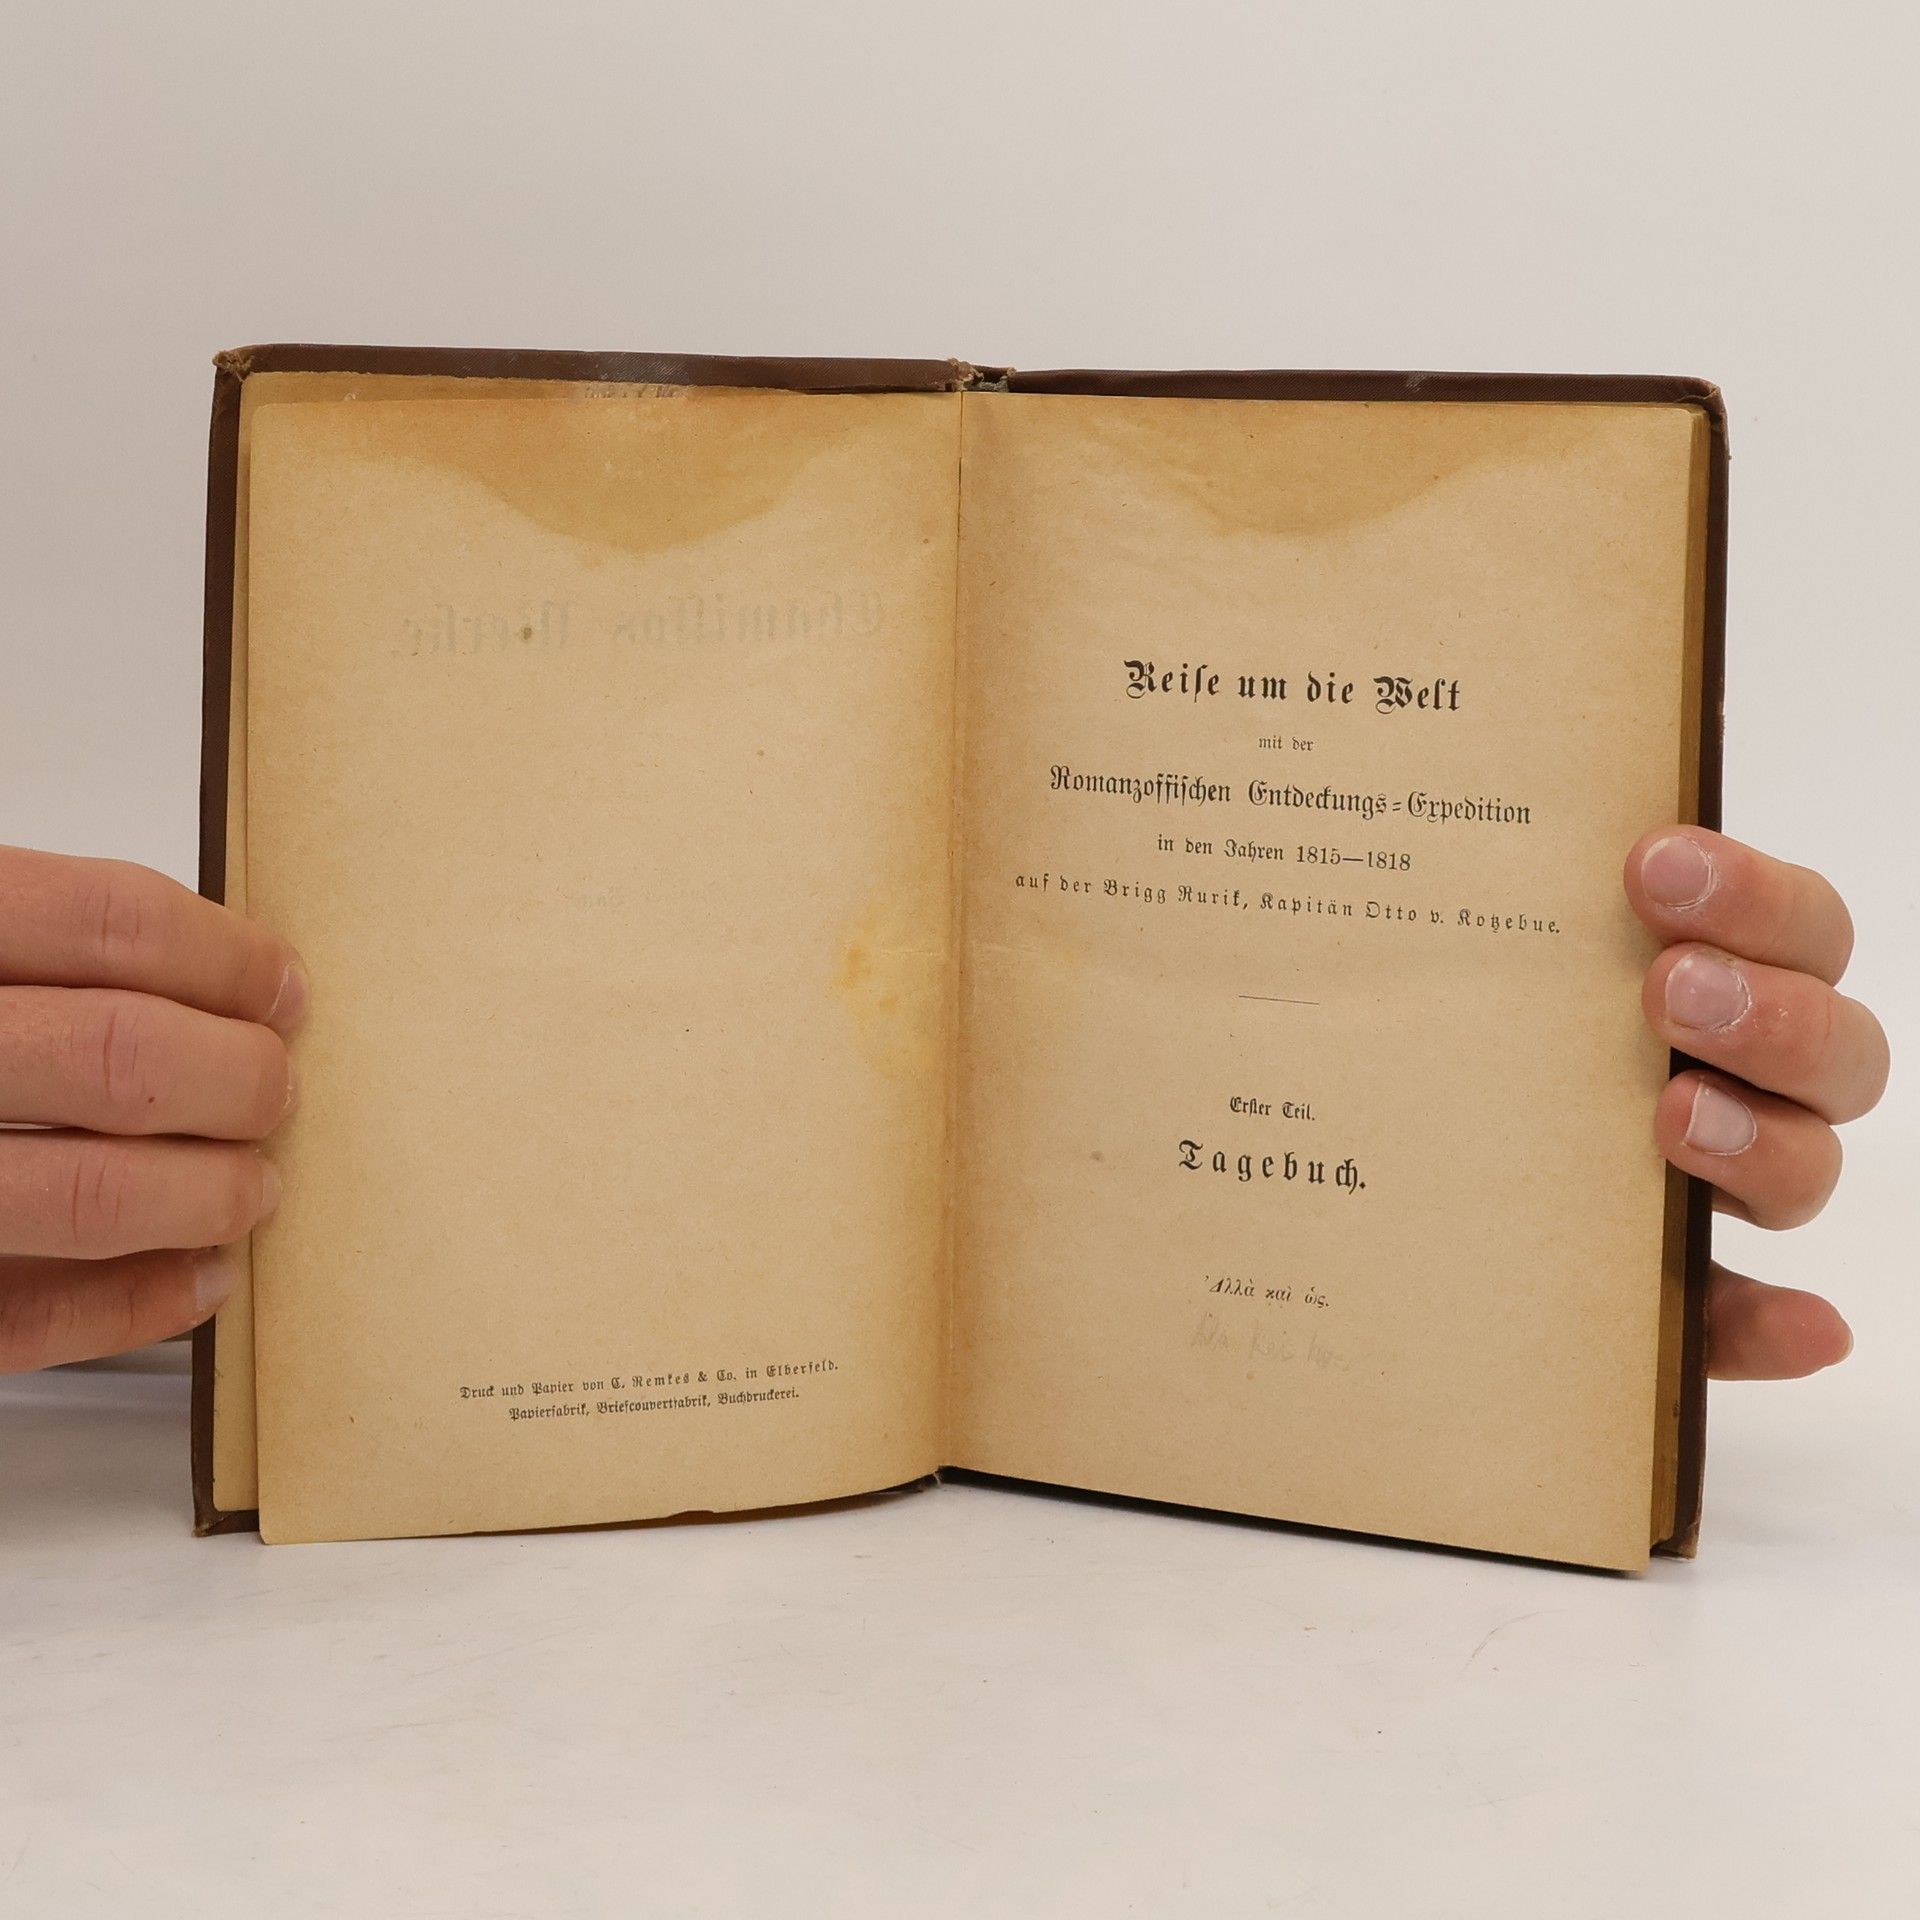 Chamissos Werke.
Druck und Papier von C. Remkes & Co. in Elberfeld.
Papierfabrik, Briefcouvertfabrik, Buchdruckerei.
Reiſe um die Welt
mit der
Romanzoffiſchen Entdeckungs-Expedition
in den Jahren 1815—1818
auf der Brigg Rurik, Kapitän Otto v. Kotzebue.
Erſter Teil.
Tagebuch.
Ἀλλὰ καὶ ὥς.